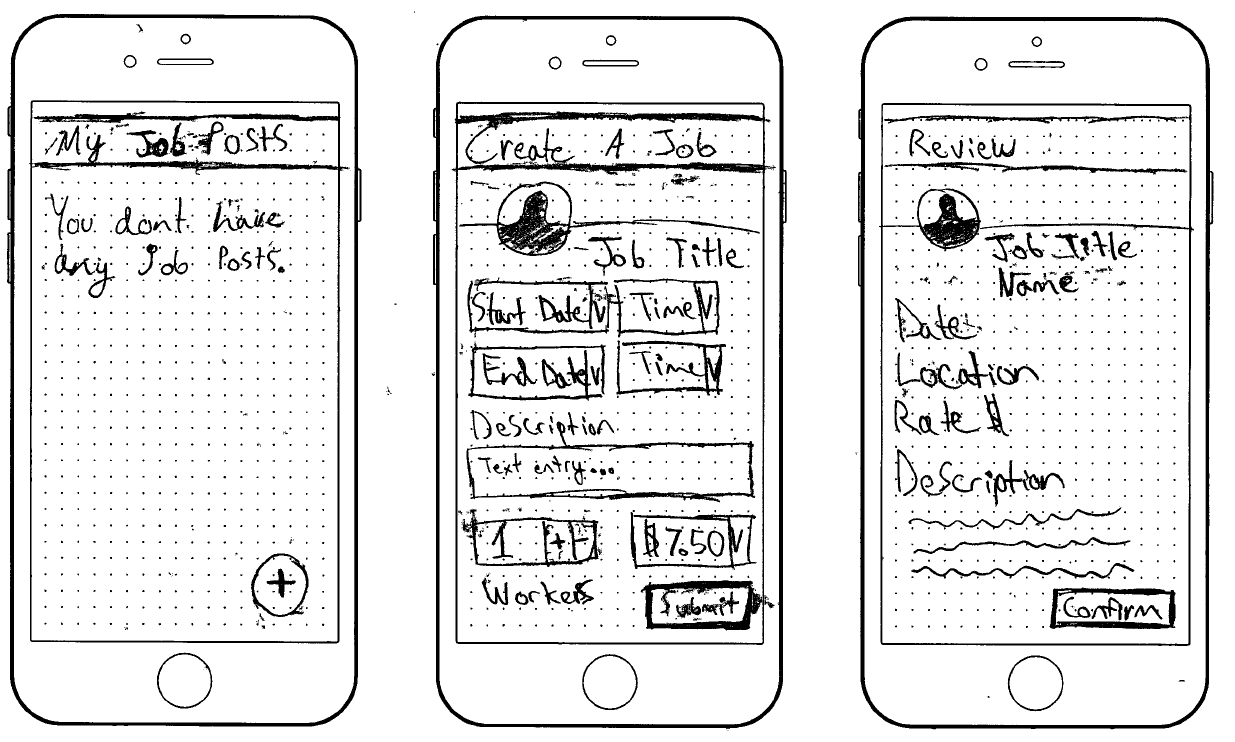 My Job Posts
You dont have
any Job Posts.
+
Create A Job
Job Title
Start Date V Time V
End Date V Time V
Description
Text entry...
1 + - $7.50 V
Workers
Submit
Review
Job Title
Name
Date
Location
Rate $
Description
Confirm